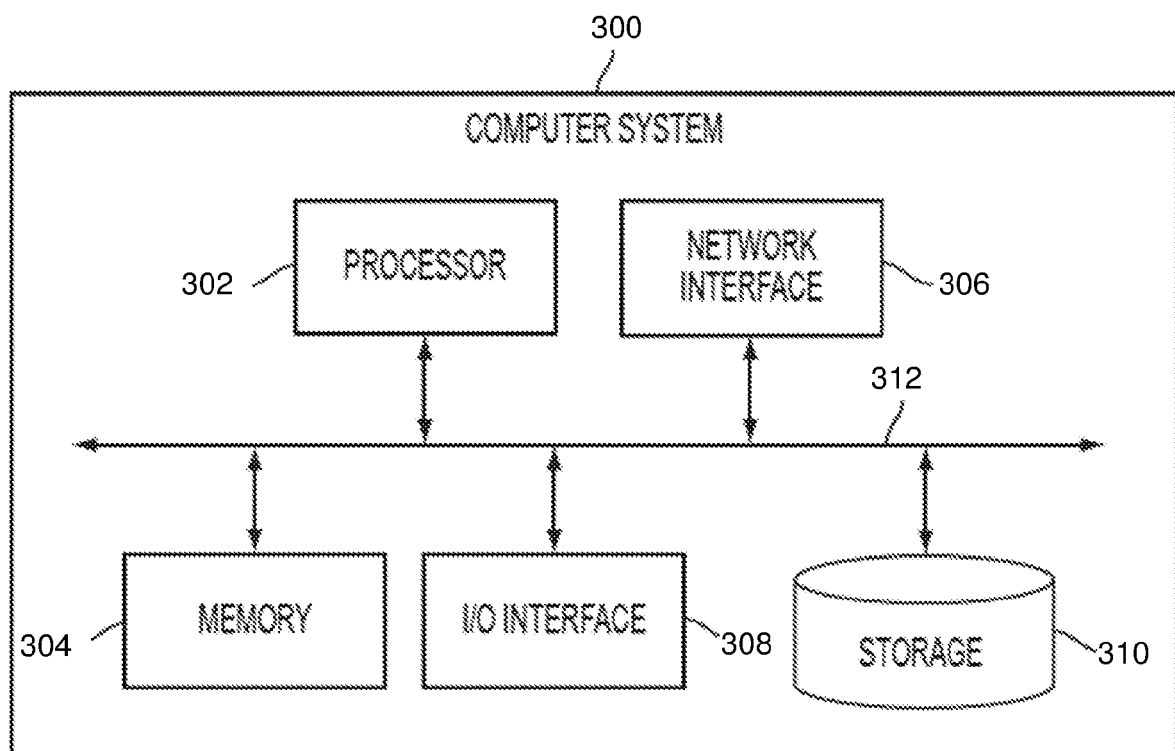 300
COMPUTER SYSTEM
PROCESSOR
NETWORK
INTERFACE
302
306
312
MEMORY
I/O INTERFACE
STORAGE
304
308
310